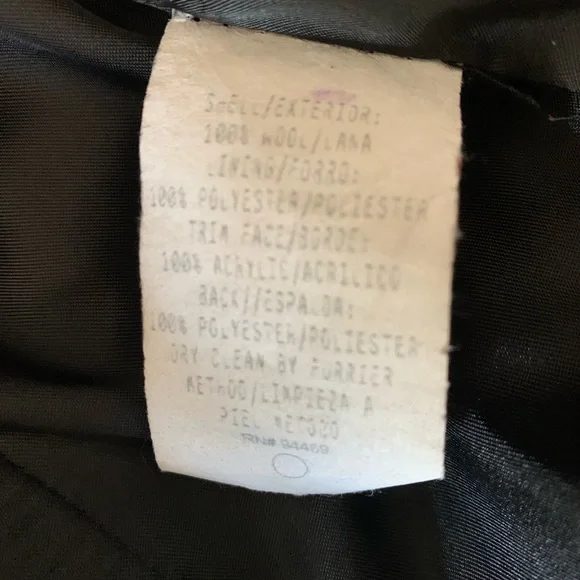 SHELL/EXTERIOR:
100% WOOL/LANA
LINING/FORRO:
100% POLYESTER/POLIESTER
TRIM FACE/BORDE:
100% ACRYLIC/ACRILICO
BACK//ESPALDA:
100% POLYESTER/POLIESTER
DRY CLEAN BY FURRIER
METHOD/LIMPIEZA A
PIEL METODO
RN# 94469